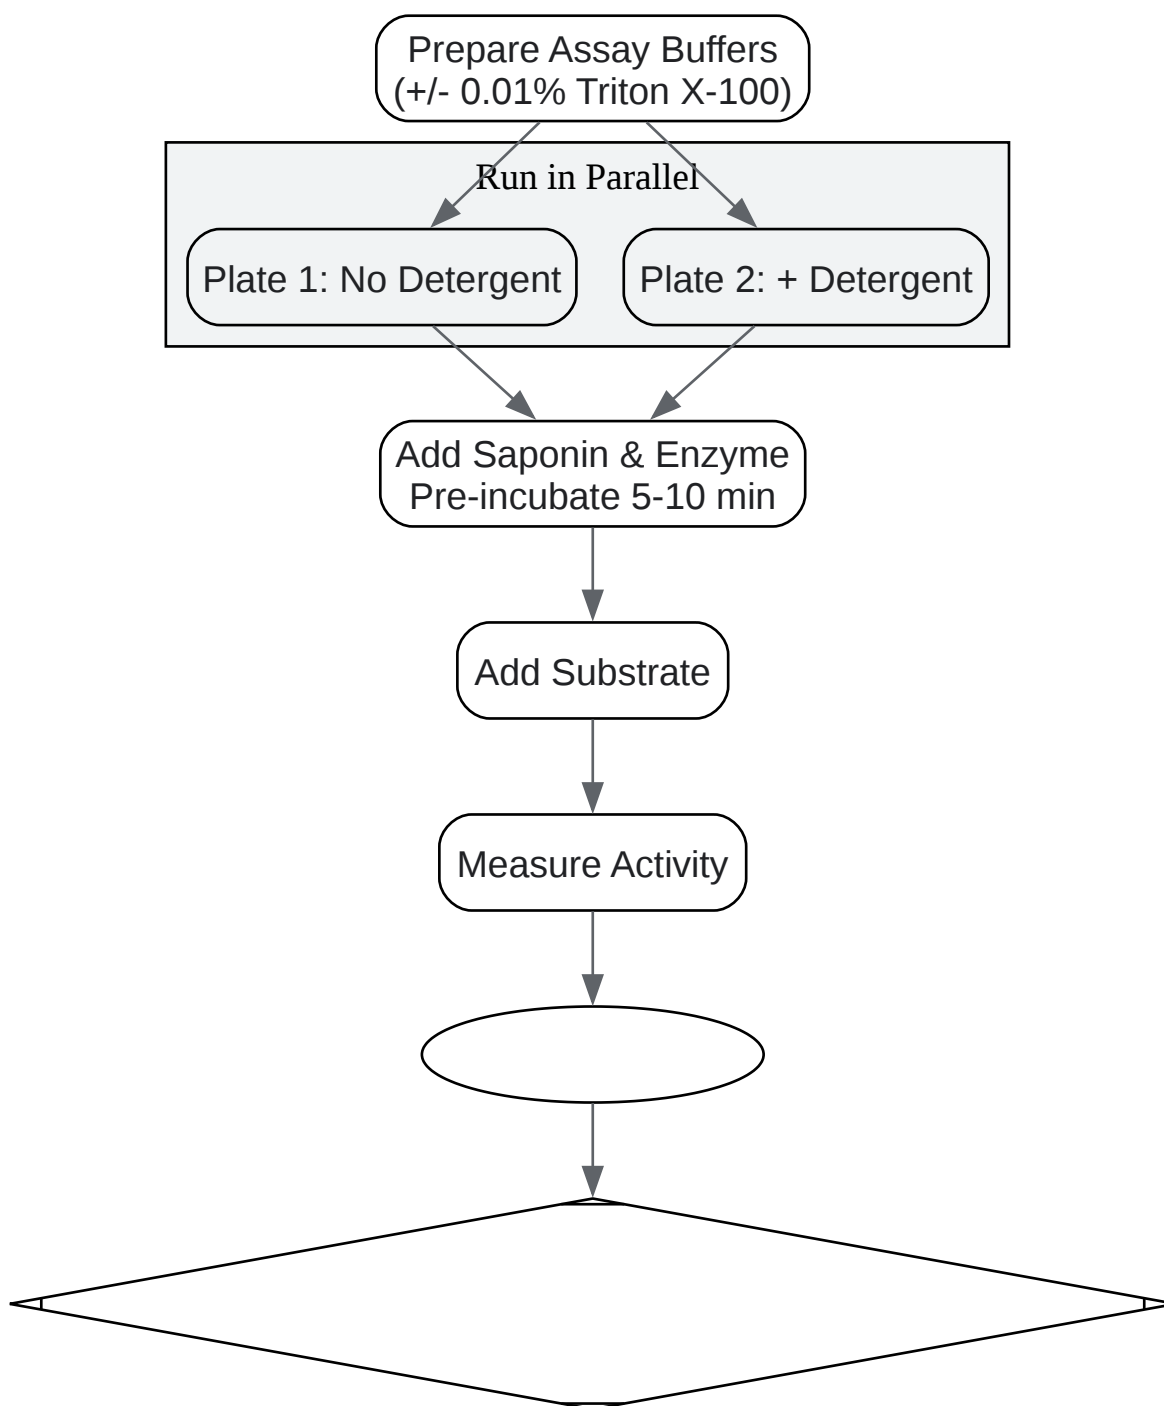 Prepare Assay Buffers
(+/- 0.01% Triton X-100)
Run in Parallel
Plate 1: No Detergent
Plate 2: + Detergent
Add Saponin & Enzyme
Pre-incubate 5-10 min
Add Substrate
Measure Activity